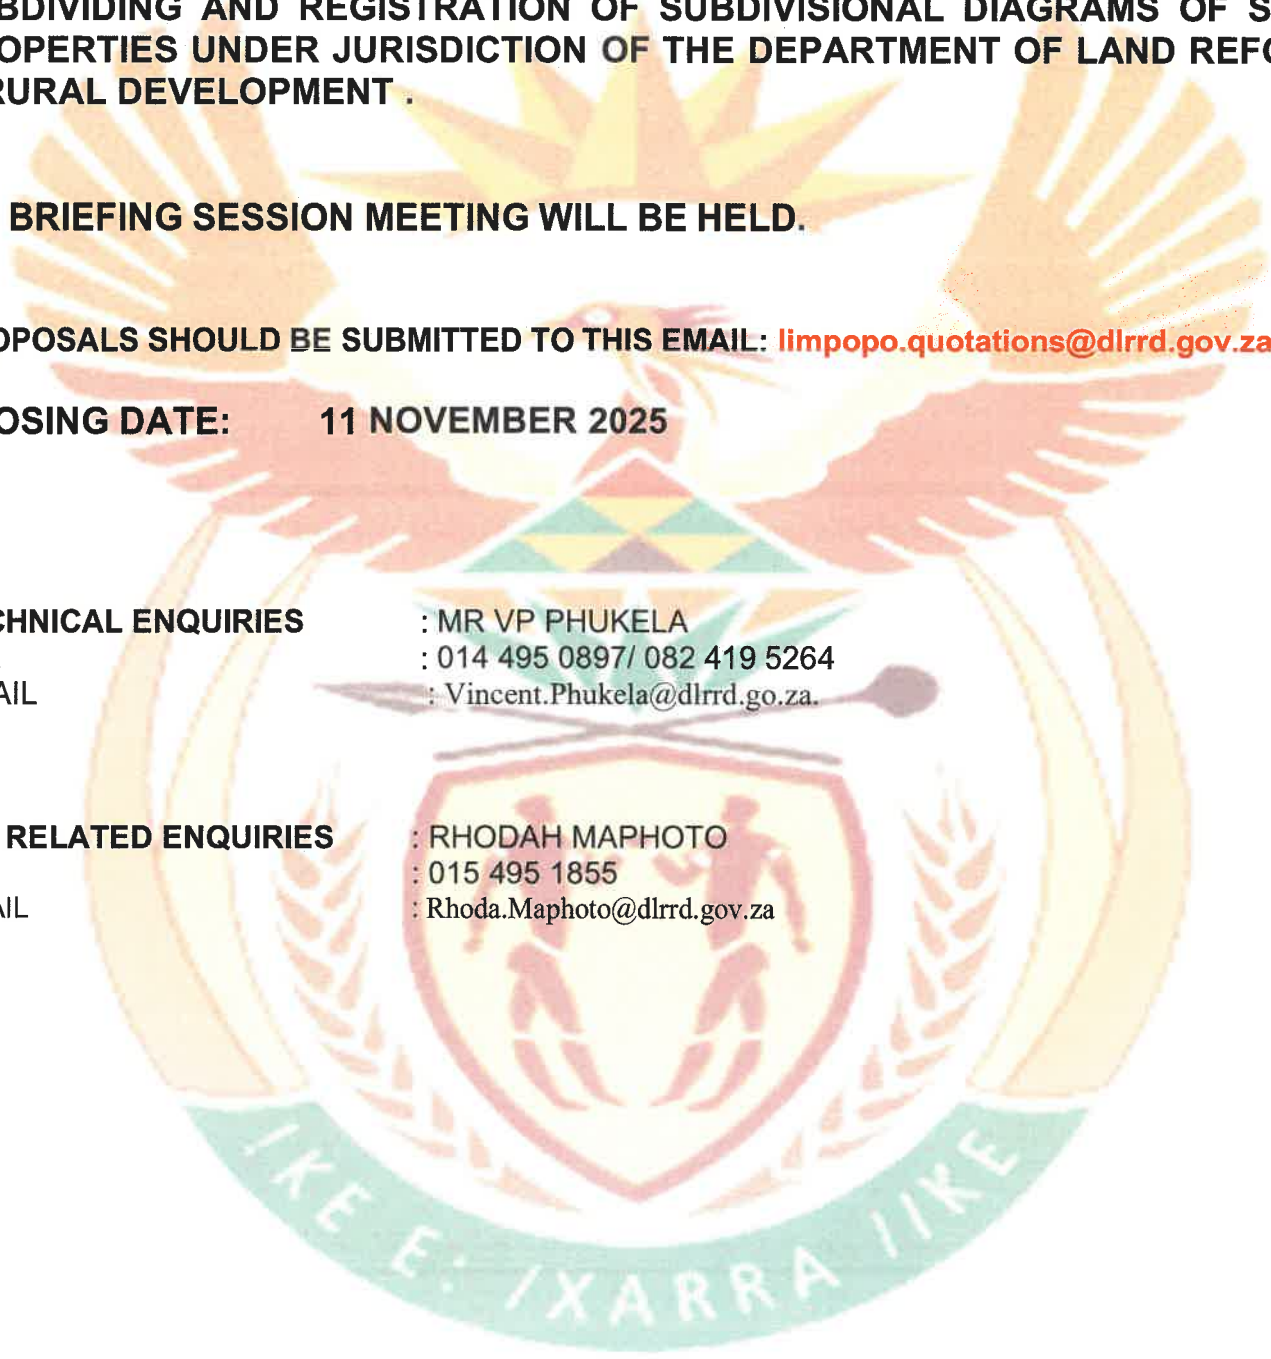 BDIVIDING AND REGISTRATION OF SUBDIVISIONAL DIAGRAMS OF S
OPERTIES UNDER JURISDICTION OF THE DEPARTMENT OF LAND REFO
RURAL DEVELOPMENT .
BRIEFING SESSION MEETING WILL BE HELD.
OPOSALS SHOULD BE SUBMITTED TO THIS EMAIL: limpopo.quotations@dlrrd.gov.za
OSING DATE: 11 NOVEMBER 2025
CHNICAL ENQUIRIES : MR VP PHUKELA
: 014 495 0897/ 082 419 5264
AIL : Vincent.Phukela@dlrrd.go.za.
RELATED ENQUIRIES : RHODAH MAPHOTO
: 015 495 1855
AIL : Rhoda.Maphoto@dlrrd.gov.za
!KE E: /XARRA //KE